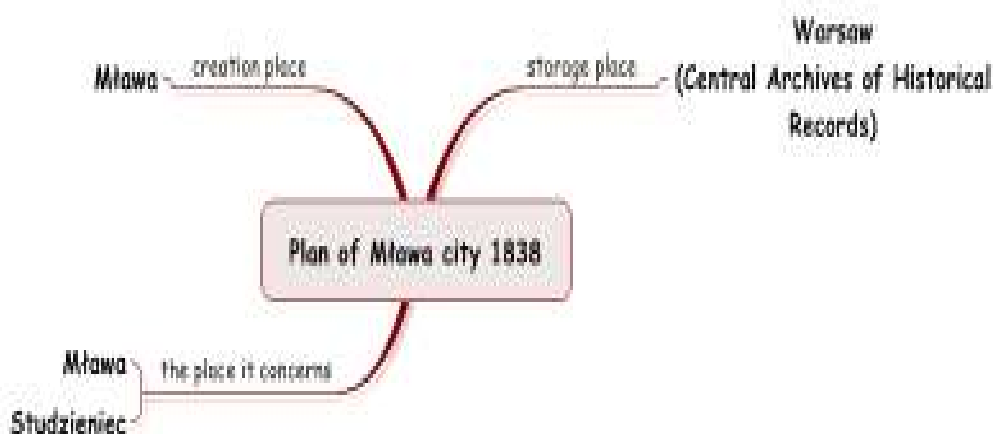 Warsaw
Mława
creation place
storage place
(Central Archives of Historical
Records)
Plan of Mława city 1838
Mława
the place it concerns
Studzieniec